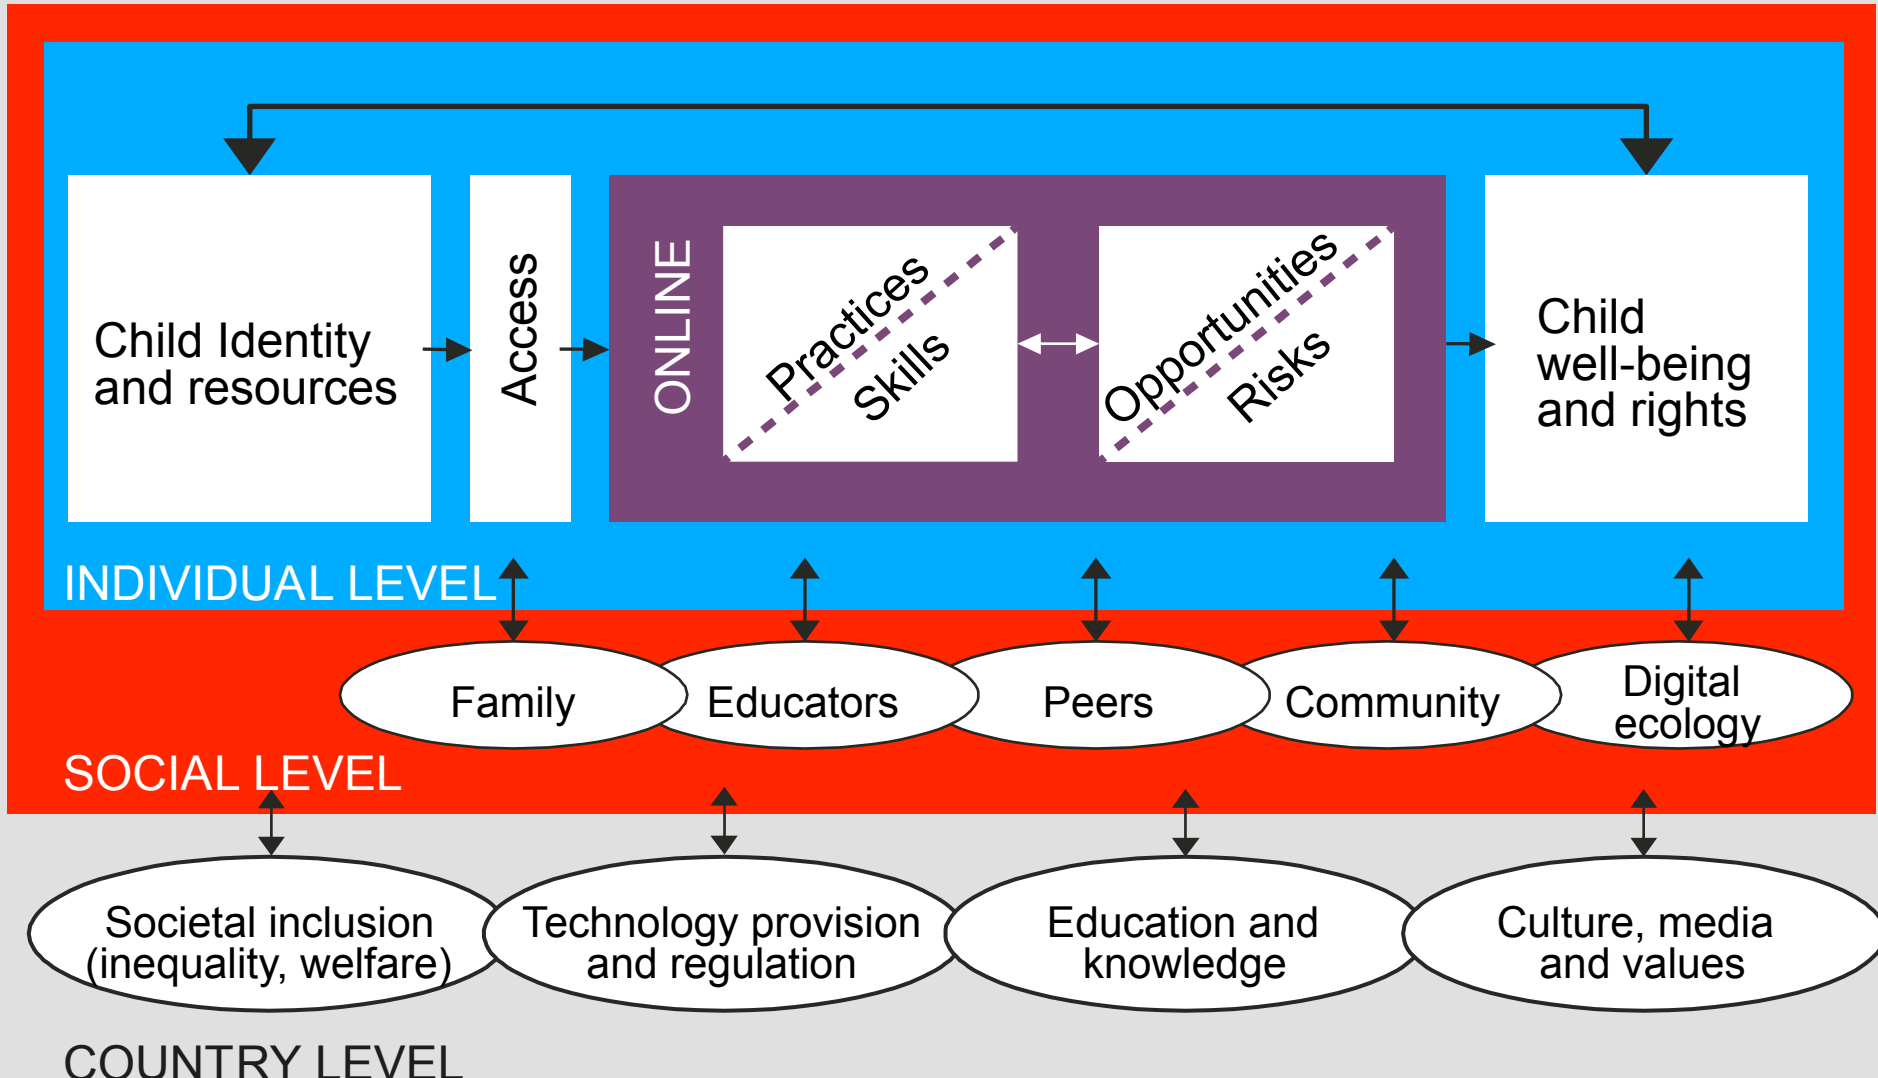 Child Identity
and resources
Access
ONLINE
Practices
Skills
Opportunities
Risks
Child
well-being
and rights
INDIVIDUAL LEVEL
Family
Educators
Peers
Community
Digital
ecology
SOCIAL LEVEL
Societal inclusion
(inequality, welfare)
Technology provision
and regulation
Education and
knowledge
Culture, media
and values
COUNTRY LEVEL